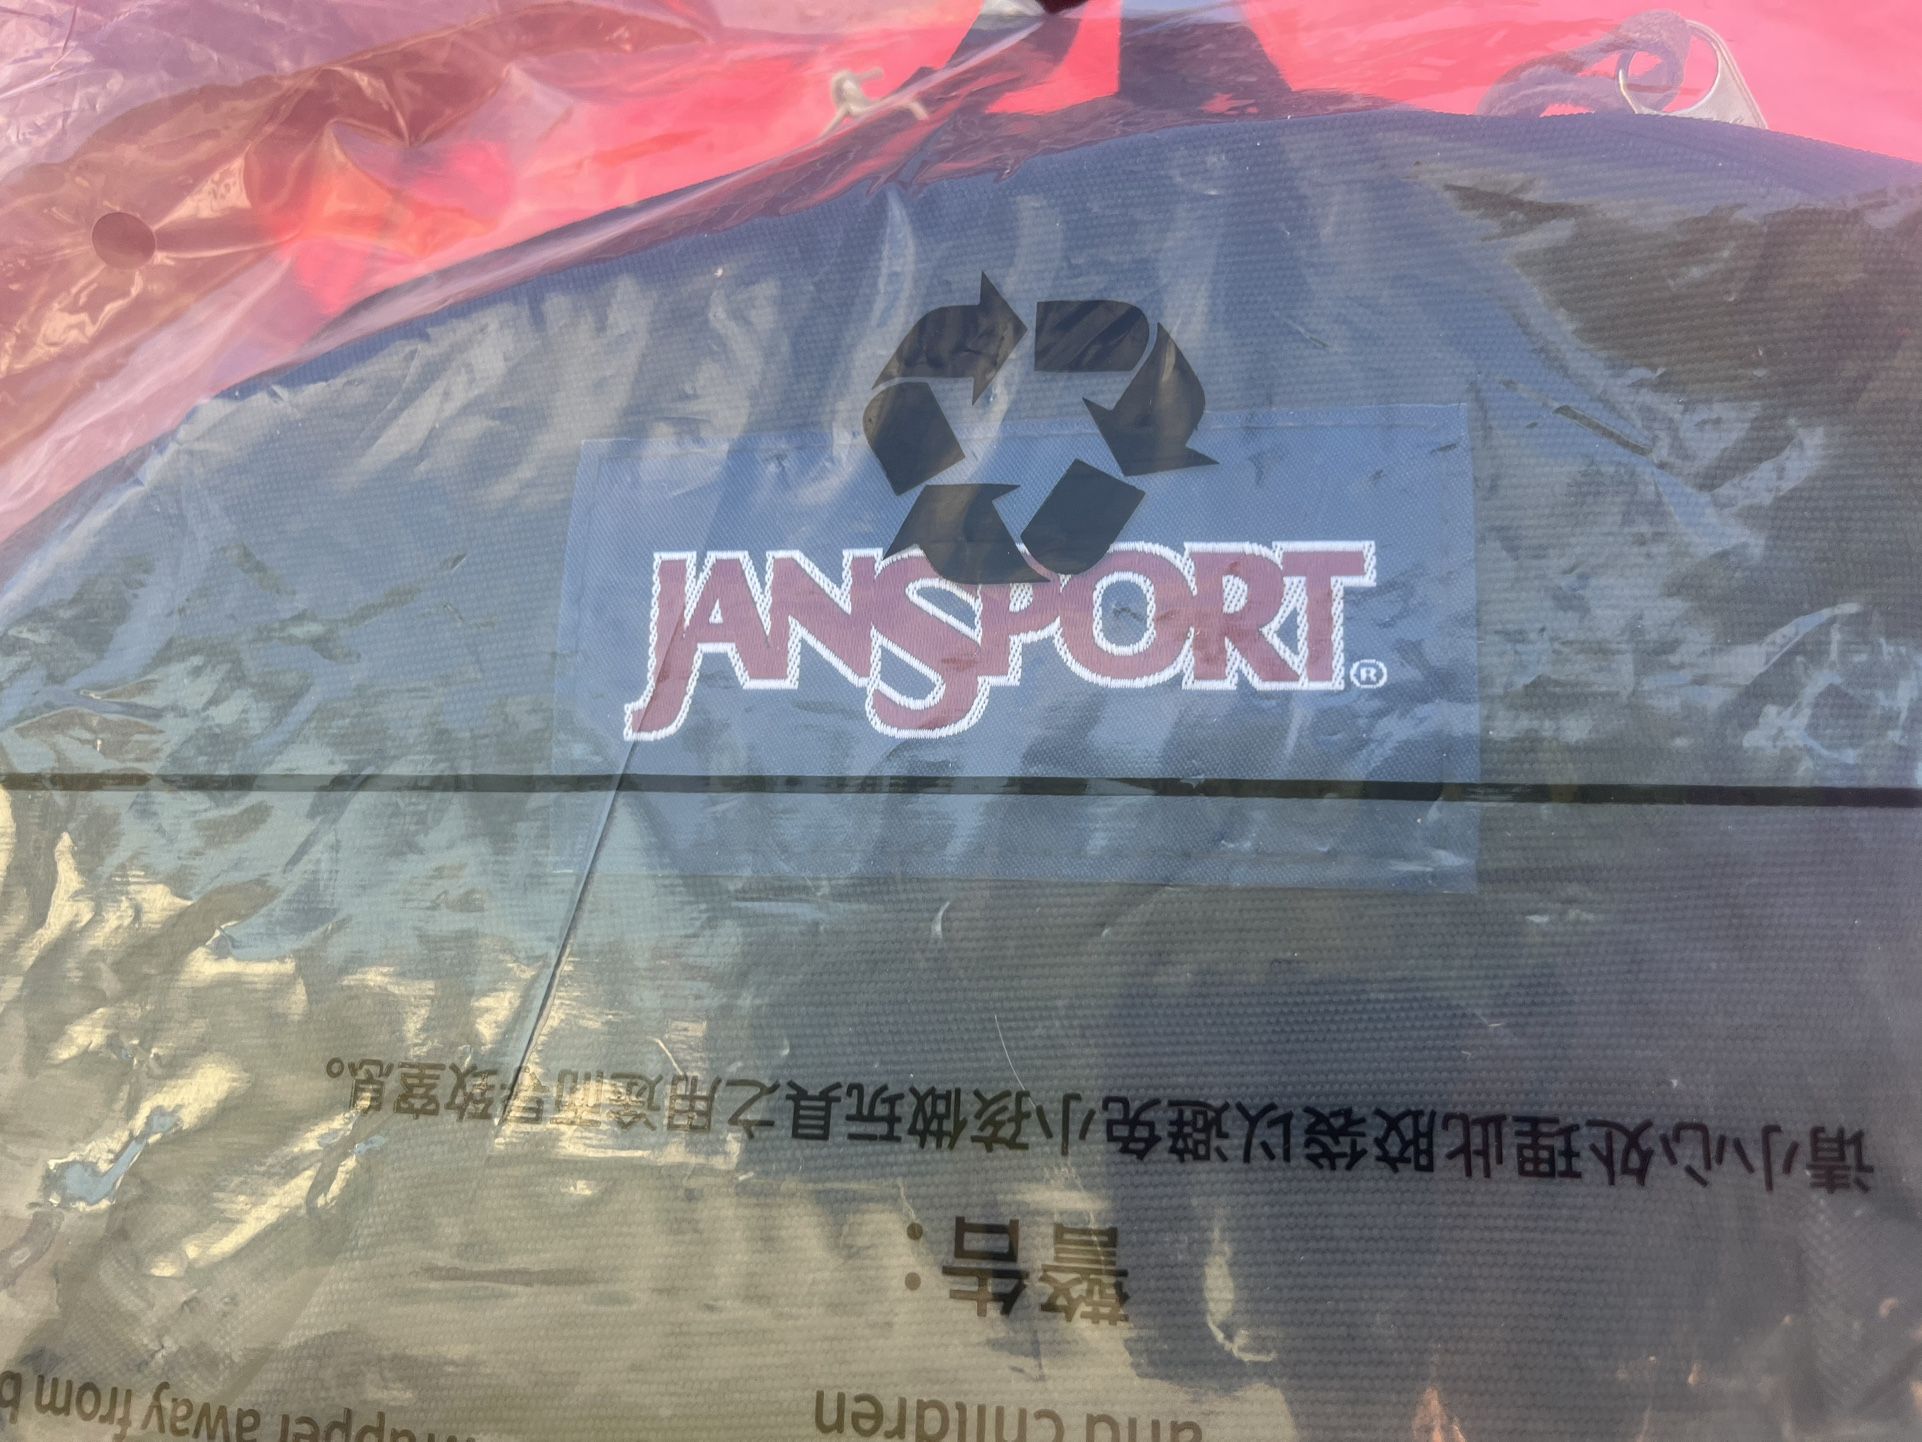 JANSPORT®
警告：
请小心处理此胶袋以避免小孩做玩具之用途而导致窒息。
away from
and children